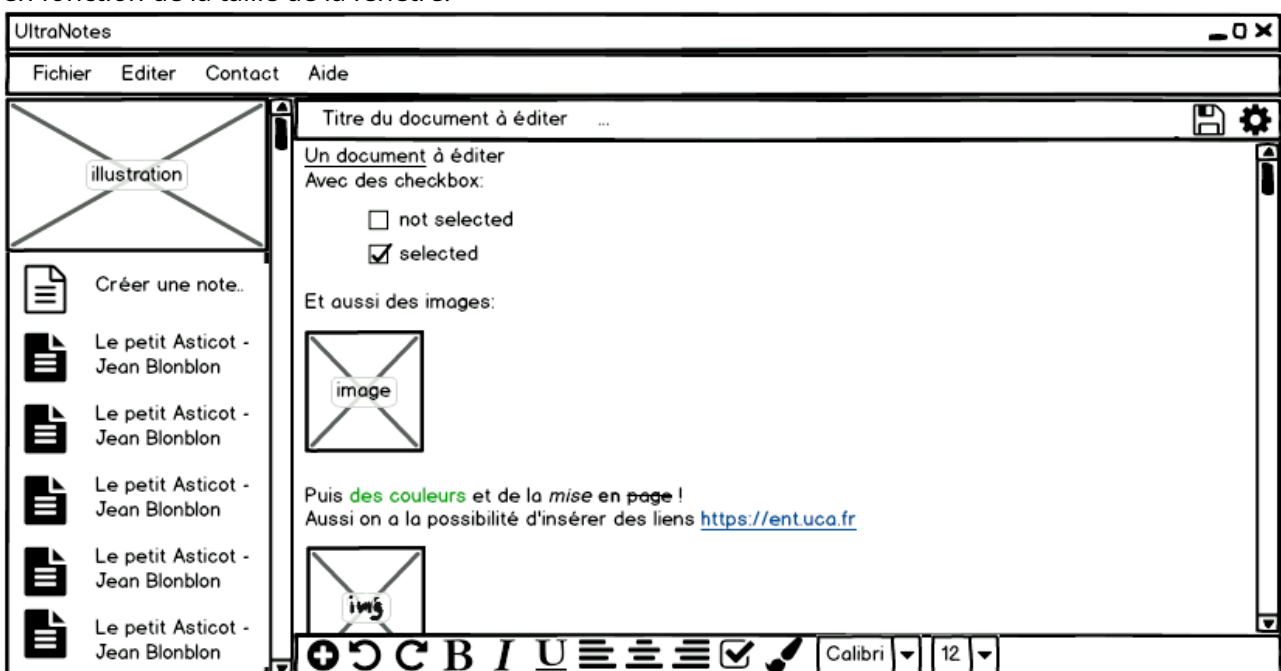 UltraNotes
Fichier Editer Contact Aide
illustration
Créer une note..
Le petit Asticot -
Jean Blonblon
Le petit Asticot -
Jean Blonblon
Le petit Asticot -
Jean Blonblon
Le petit Asticot -
Jean Blonblon
Le petit Asticot -
Jean Blonblon
Titre du document à éditer ...
Un document à éditer
Avec des checkbox:
not selected
selected
Et aussi des images:
image
Puis des couleurs et de la mise en page !
Aussi on a la possibilité d'insérer des liens https://ent.uca.fr
img
B I U Calibri 12